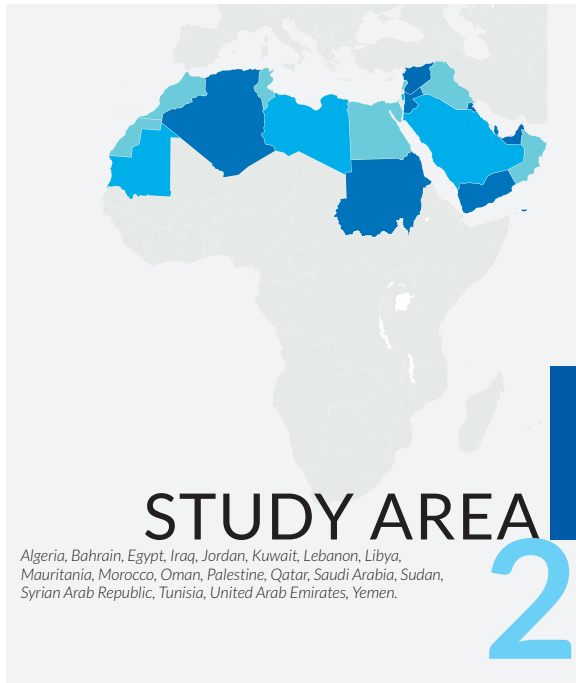 STUDY AREA
2
Algeria, Bahrain, Egypt, Iraq, Jordan, Kuwait, Lebanon, Libya,
Mauritania, Morocco, Oman, Palestine, Qatar, Saudi Arabia, Sudan,
Syrian Arab Republic, Tunisia, United Arab Emirates, Yemen.